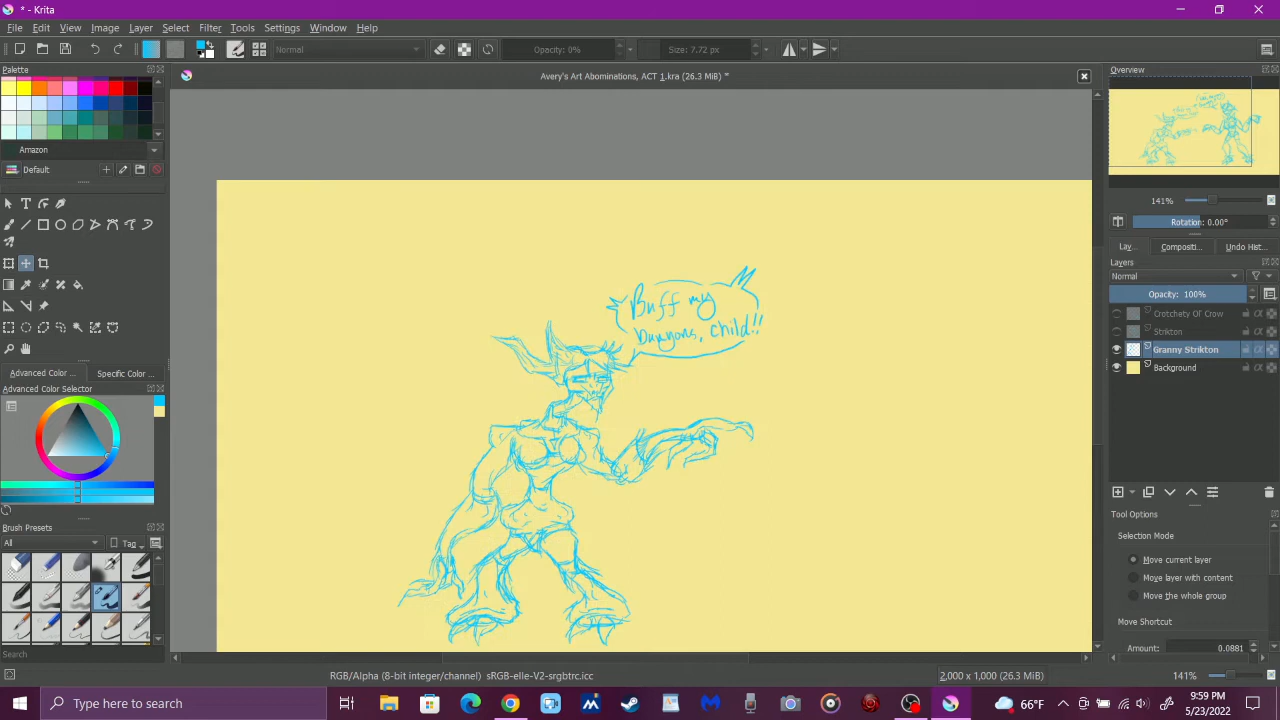 * - Krita
File Edit View Image Layer Select Filter Tools Settings Window Help
Normal Opacity: 0% Size: 7.72 px
Avery's Art Abominations, ACT 1.kra (26.3 MiB) *
Palette
Amazon
Default
Advanced Color ... Specific Color ...
Advanced Color Selector
Brush Presets
All Tag
Search
Buff my
bunyons, child!!
Overview
141%
Rotation: 0.00°
Lay... Compositi... Undo Hist...
Layers
Normal
Opacity: 100%
Crotchety Ol' Crow
Strikton
Granny Strikton
Background
Tool Options
Selection Mode
Move current layer
Move layer with content
Move the whole group
Move Shortcut
Amount: 0.0881
RGB/Alpha (8-bit integer/channel) sRGB-elle-V2-srgbtrc.icc 2,000 x 1,000 (26.3 MiB) 141%
Type here to search 66°F 9:59 PM
5/23/2022